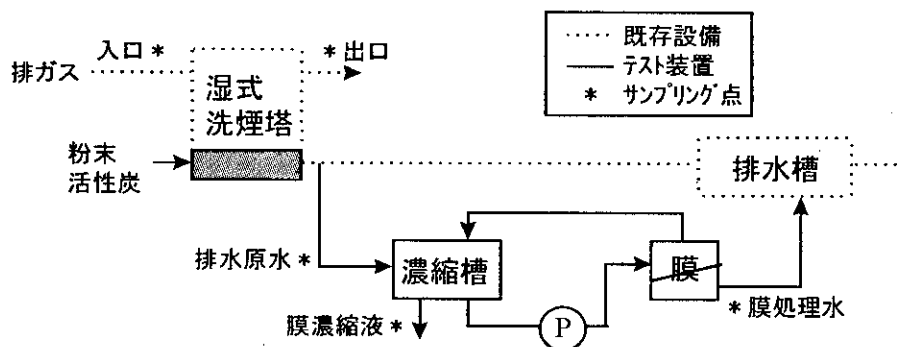 入口 *
* 出口
排ガス
湿式
洗煙塔
既存設備
テスト装置
* サンプリング点
粉末
活性炭
排水槽
排水原水 *
濃縮槽
膜
膜濃縮液 *
P
* 膜処理水